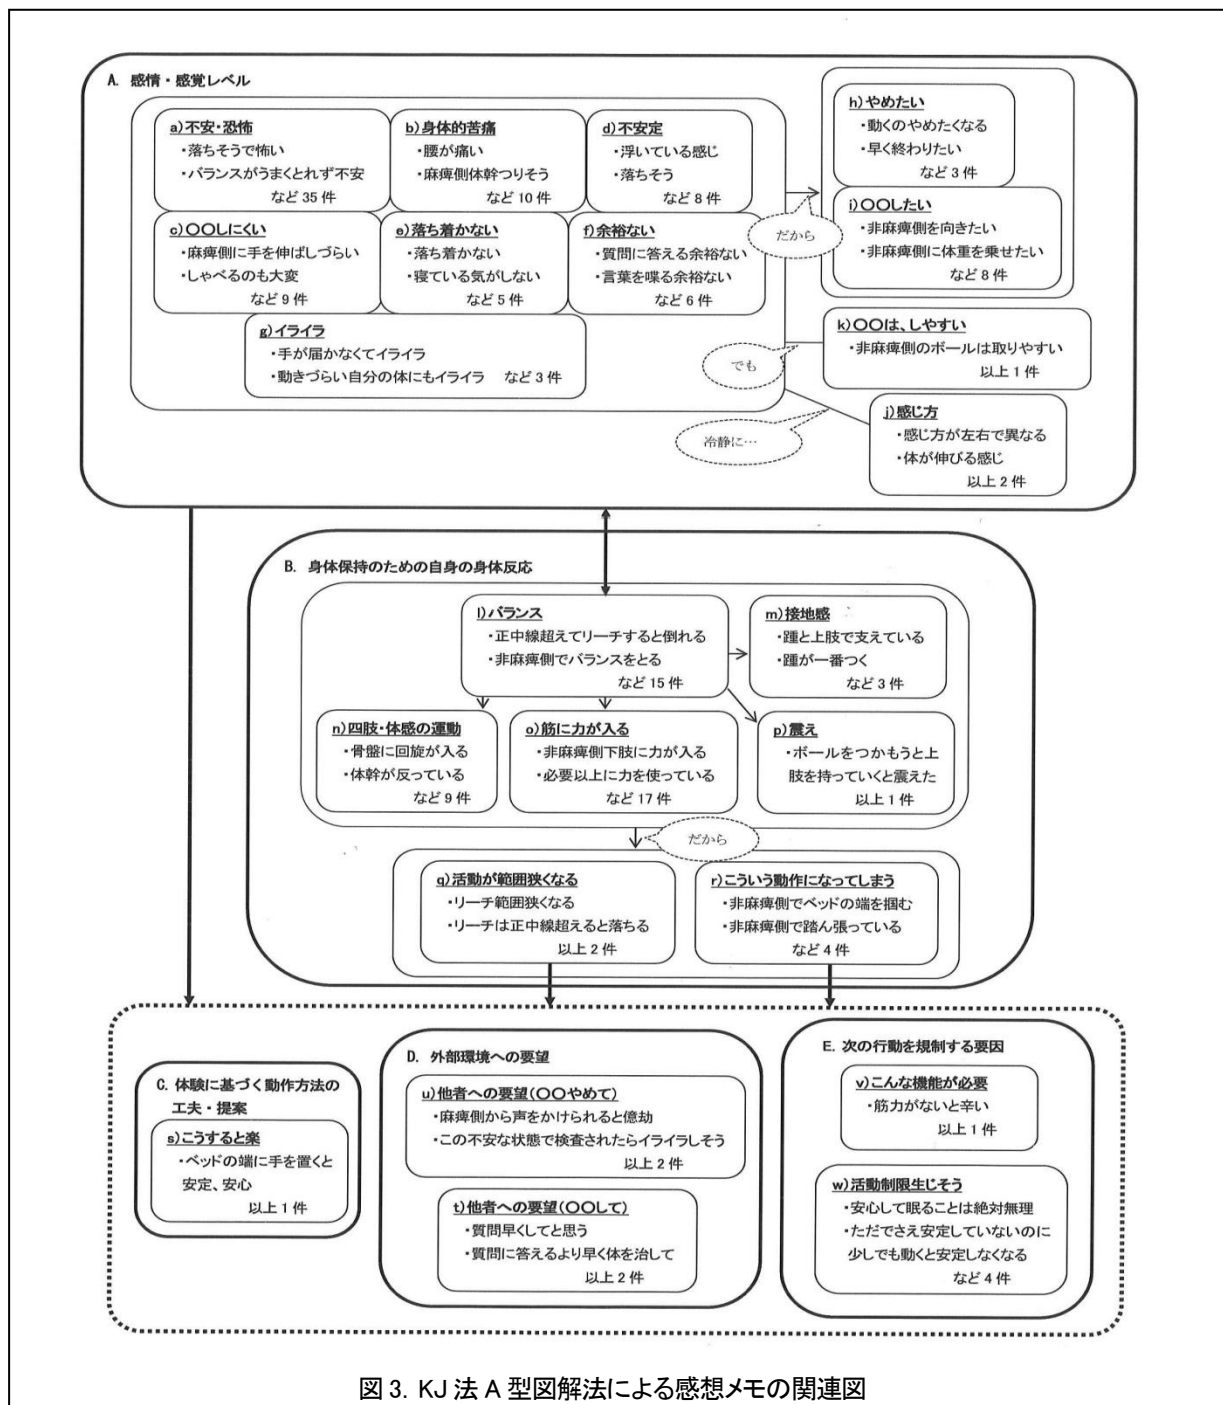 A. 感情・感覚レベル
a)不安・恐怖
・落ちそうで怖い
・バランスがうまくとれず不安
など 35 件
b)身体的苦痛
・腰が痛い
・麻痺側体幹つりそう
など 10 件
d)不安定
・浮いている感じ
・落ちそう
など 8 件
c)〇〇しにくい
・麻痺側に手を伸ばしづらい
・しゃべるのも大変
など 9 件
e)落ち着かない
・落ち着かない
・寝ている気がしない
など 5 件
f)余裕ない
・質問に答える余裕ない
・言葉を喋る余裕ない
など 6 件
g)イライラ
・手が届かなくてイライラ
・動きづらい自分の体にもイライラ など 3 件
だから
h)やめたい
・動くのやめたくなる
・早く終わりたい
など 3 件
i)〇〇したい
・非麻痺側を向きたい
・非麻痺側に体重を乗せたい
など 8 件
でも
k)〇〇は、しやすい
・非麻痺側のボールは取りやすい
以上 1 件
冷静に…
j)感じ方
・感じ方が左右で異なる
・体が伸びる感じ
以上 2 件
B. 身体保持のための自身の身体反応
l)バランス
・正中線超えてリーチすると倒れる
・非麻痺側でバランスをとる
など 15 件
m)接地感
・踵と上肢で支えている
・踵が一番つく
など 3 件
n)四肢・体感の運動
・骨盤に回旋が入る
・体幹が反っている
など 9 件
o)筋に力が入る
・非麻痺側下肢に力が入る
・必要以上に力を使っている
など 17 件
p)震え
・ボールをつかもうと上
肢を持っていくと震えた
以上 1 件
だから
q)活動が範囲狭くなる
・リーチ範囲狭くなる
・リーチは正中線超えると落ちる
以上 2 件
r)こういう動作になってしまう
・非麻痺側でベッドの端を掴む
・非麻痺側で踏ん張っている
など 4 件
C. 体験に基づく動作方法の
工夫・提案
s)こうすると楽
・ベッドの端に手を置くと
安定、安心
以上 1 件
D. 外部環境への要望
u)他者への要望(〇〇やめて)
・麻痺側から声をかけられると億劫
・この不安な状態で検査されたらイライラしそう
以上 2 件
t)他者への要望(〇〇して)
・質問早くしてと思う
・質問に答えるより早く体を治して
以上 2 件
E. 次の行動を規制する要因
v)こんな機能が必要
・筋力がないと辛い
以上 1 件
w)活動制限生じそう
・安心して眠ることは絶対無理
・ただでさえ安定していないのに
少しでも動くと安定しなくなる
など 4 件
図 3. KJ 法 A 型図解法による感想メモの関連図